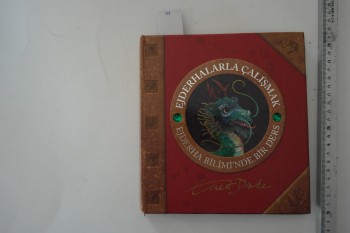 EJDERHALARLA ÇALIŞMAK
EJDERHA BİLİMİ'NDE BİR DERS